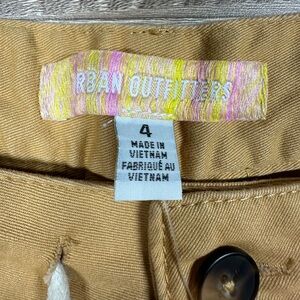 RBAN OUTFITTERS
4
MADE IN
VIETNAM
FABRIQUÉ AU
VIETNAM